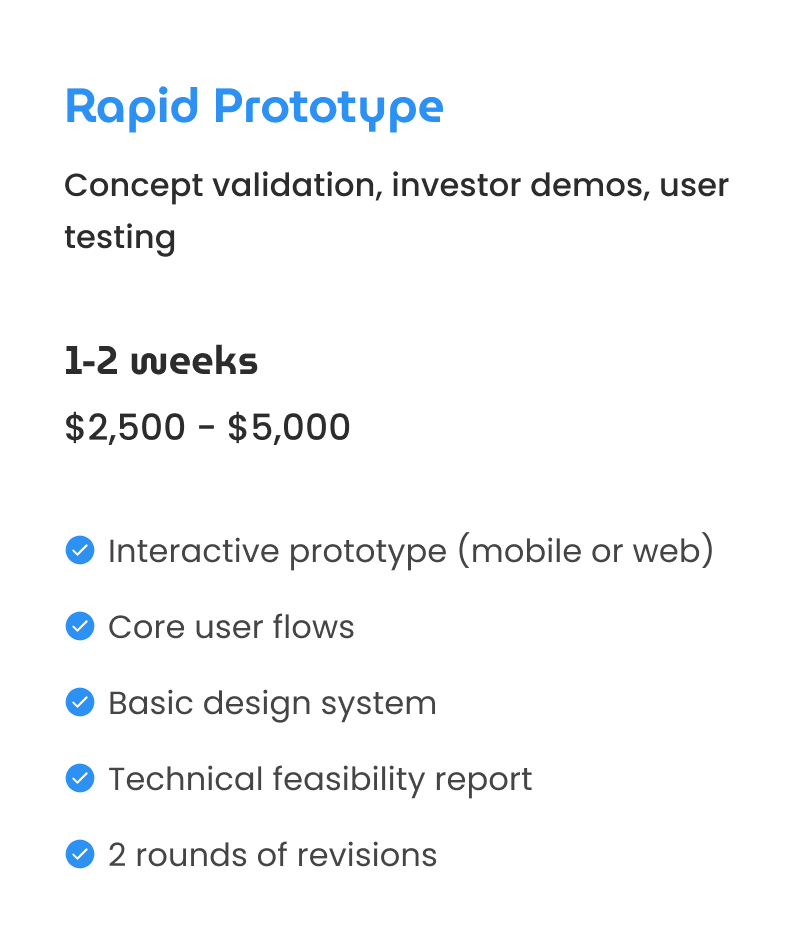 Rapid Prototype
Concept validation, investor demos, user
testing
1-2 weeks
$2,500 - $5,000
Interactive prototype (mobile or web)
Core user flows
Basic design system
Technical feasibility report
2 rounds of revisions